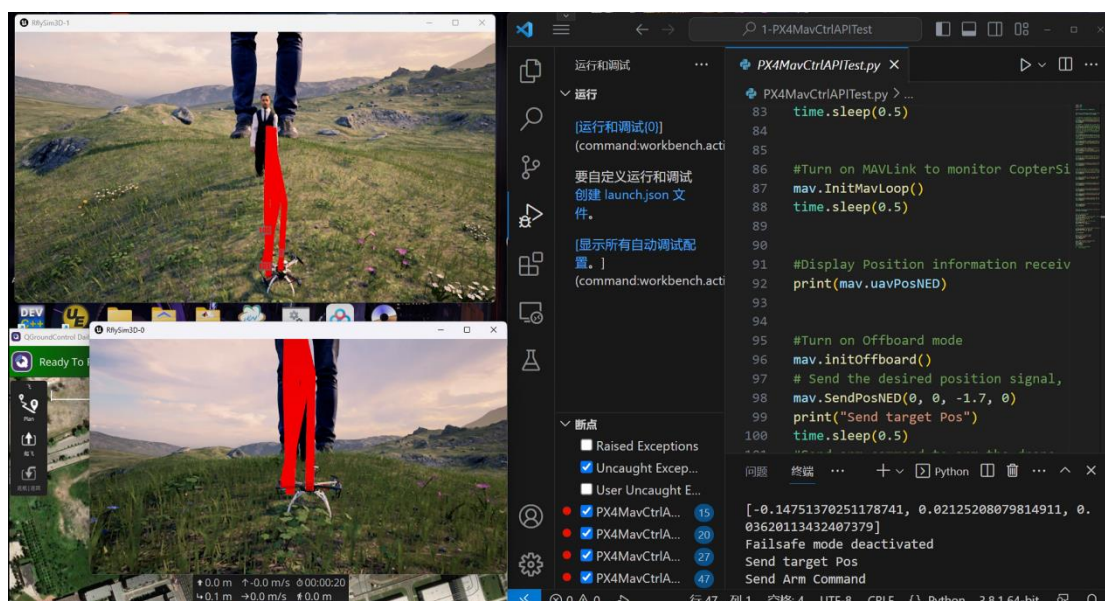 RflySim3D-1
DEV
C++
QGroundControl Dail
RflySim3D-0
Ready To F
Plan
起飞
0.0 m
-0.0 m/s
00:00:20
0.1 m
0.0 m/s
0.0 m
1-PX4MavCtrlAPITest
运行和调试
运行
[运行和调试(0)]
(command:workbench.acti
要自定义运行和调试
创建 launch.json 文
件。
[显示所有自动调试配
置。]
(command:workbench.acti
断点
Raised Exceptions
Uncaught Excep...
User Uncaught E...
PX4MavCtrlA... 15
PX4MavCtrlA... 20
PX4MavCtrlA... 27
PX4MavCtrlA... 47
PX4MavCtrlAPITest.py
PX4MavCtrlAPITest.py > ...
83 time.sleep(0.5)
84
85
86 #Turn on MAVLink to monitor CopterSi
87 mav.InitMavLoop()
88 time.sleep(0.5)
89
90
91 #Display Position information receiv
92 print(mav.uavPosNED)
93
94
95 #Turn on Offboard mode
96 mav.initOffboard()
97 # Send the desired position signal,
98 mav.SendPosNED(0, 0, -1.7, 0)
99 print("Send target Pos")
100 time.sleep(0.5)
问题 终端 ... Python
[-0.14751370251178741, 0.02125208079814911, 0.
03620113432407379]
Failsafe mode deactivated
Send target Pos
Send Arm Command
0 0 行 47, 列 1 空格: 4 UTF-8 CRLF Python 3.8.1 64-bit